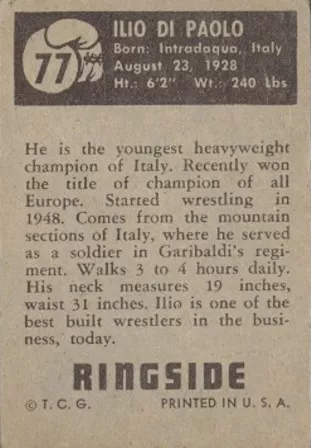 77
ILIO DI PAOLO
Born: Intradaqua, Italy
August 23, 1928
Ht.: 6'2" Wt.: 240 Lbs
He is the youngest heavyweight
champion of Italy. Recently won
the title of champion of all
Europe. Started wrestling in
1948. Comes from the mountain
sections of Italy, where he served
as a soldier in Garibaldi's regi-
ment. Walks 3 to 4 hours daily.
His neck measures 19 inches,
waist 31 inches. Ilio is one of the
best built wrestlers in the busi-
ness, today.
RINGSIDE
© T. C. G. PRINTED IN U. S. A.